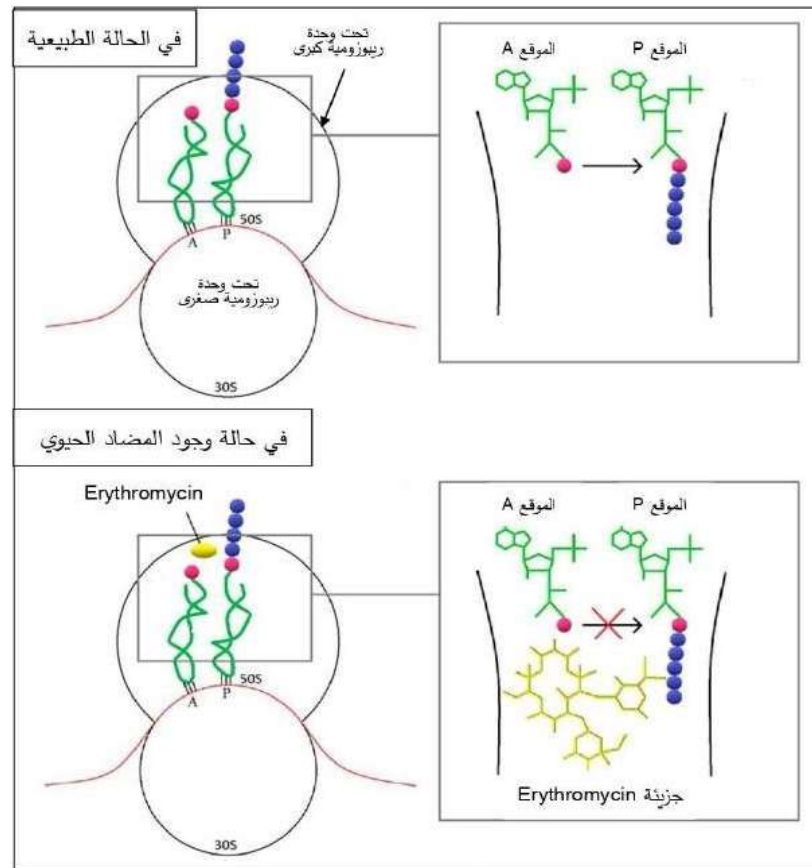 في الحالة الطبيعية
تحت وحدة
ريبوزومية كبرى
50S
A
P
تحت وحدة
ريبوزومية صغرى
30S
الموقع A
الموقع P
في حالة وجود المضاد الحيوي
Erythromycin
50S
A
P
30S
الموقع A
الموقع P
جزيئة Erythromycin